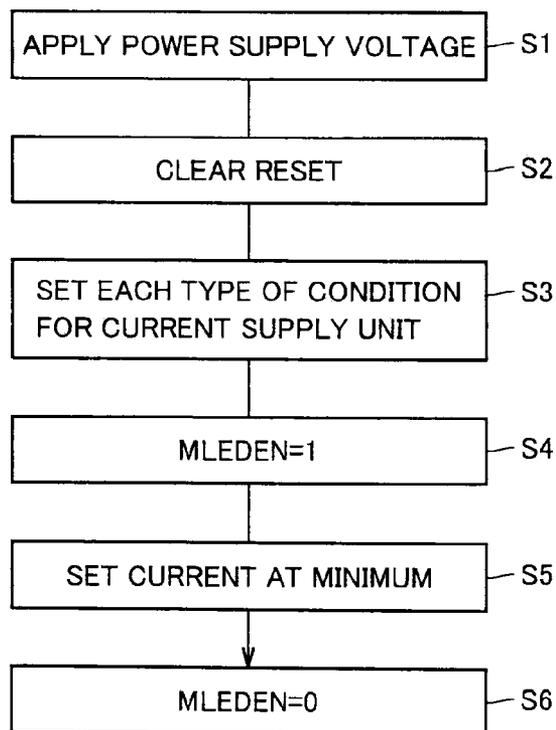 APPLY POWER SUPPLY VOLTAGE S1
CLEAR RESET S2
SET EACH TYPE OF CONDITION S3
FOR CURRENT SUPPLY UNIT
MLEDEN=1 S4
SET CURRENT AT MINIMUM S5
MLEDEN=0 S6